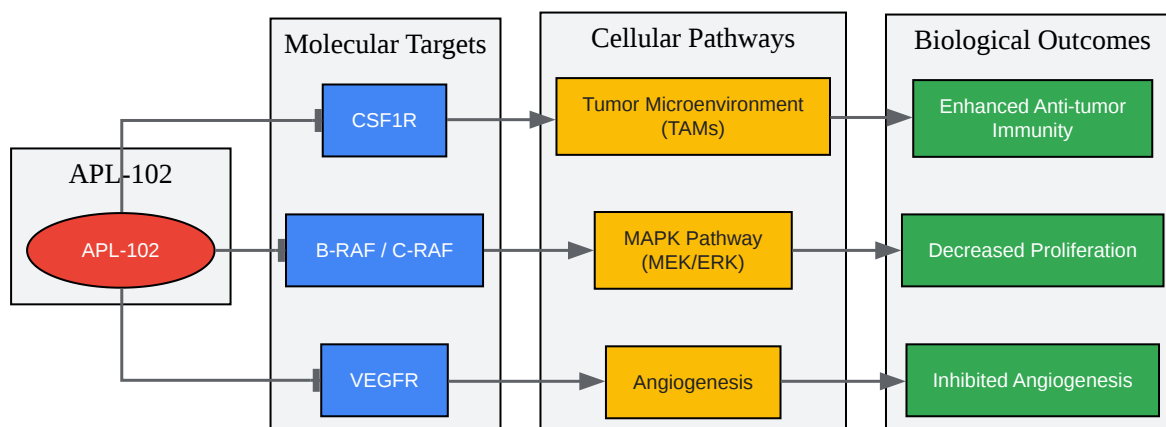 Molecular Targets
Cellular Pathways
Biological Outcomes
CSF1R
Tumor Microenvironment
(TAMs)
Enhanced Anti-tumor
Immunity
APL-102
APL-102
B-RAF / C-RAF
MAPK Pathway
(MEK/ERK)
Decreased Proliferation
VEGFR
Angiogenesis
Inhibited Angiogenesis